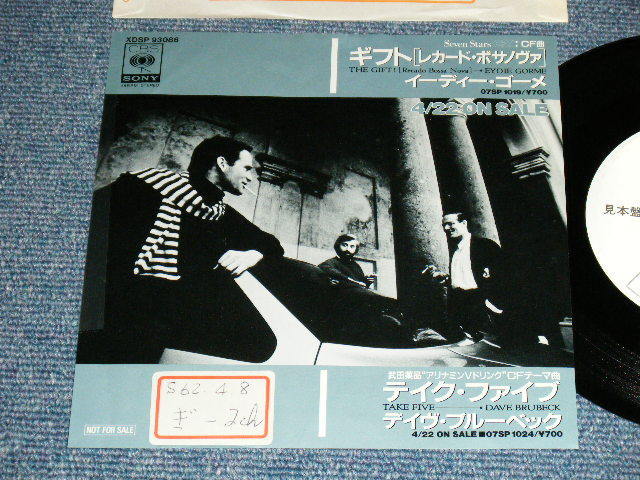 XDSP 93086
CBS
SONY
STEREO
Seven Stars : CF曲
ギフト[レカード・ボサノヴァ]
THE GIFT! [Recado Bossa Nova] — EYDIE GORME
イーディー・ゴーメ
07SP 1019/¥700
4/22 ON SALE
見本盤
武田薬品“アリナミンVドリンク”CFテーマ曲
テイク・ファイブ
TAKE FIVE — DAVE BRUBECK
デイヴ・ブルーベック
4/22 ON SALE ■07SP 1024/¥700
NOT FOR SALE
S62.4.8